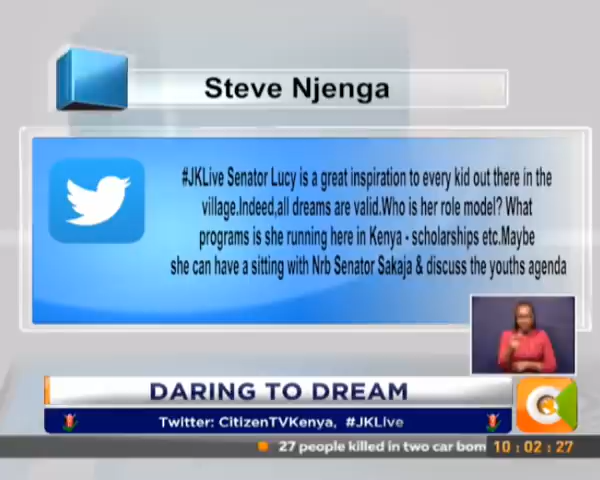 Steve Njenga
#JKLive Senator Lucy is a great inspiration to every kid out there in the
village.Indeed,all dreams are valid.Who is her role model? What
programs is she running here in Kenya - scholarships etc.Maybe
she can have a sitting with Nrb Senator Sakaja & discuss the youths agenda
DARING TO DREAM
Twitter: CitizenTVKenya, #JKLive
27 people killed in two car bom
10:02:27